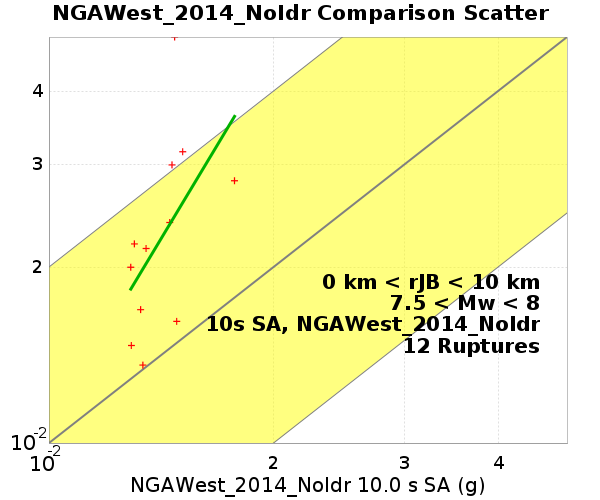 NGAWest_2014_NoIdr Comparison Scatter
4
3
2
10-2
10-2
2
3
4
0 km < rJB < 10 km
7.5 < Mw < 8
10s SA, NGAWest_2014_NoIdr
12 Ruptures
NGAWest_2014_NoIdr 10.0 s SA (g)